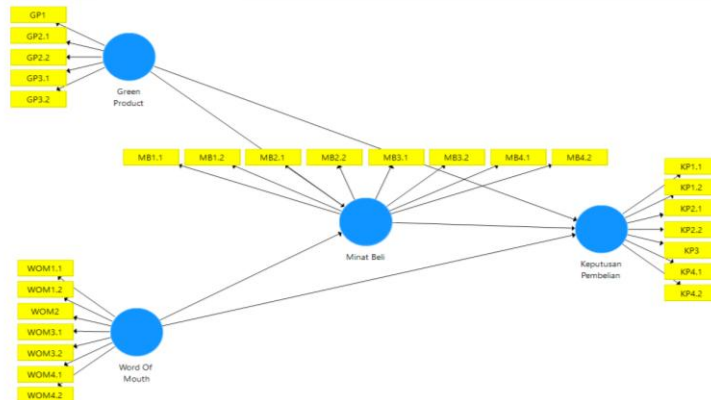 GP1
GP2.1
GP2.2
GP3.1
GP3.2
Green
Product
MB1.1
MB1.2
MB2.1
MB2.2
MB3.1
MB3.2
MB4.1
MB4.2
Minat Beli
KP1.1
KP1.2
KP2.1
KP2.2
KP3
KP4.1
KP4.2
Keputusan
Pembelian
WOM1.1
WOM1.2
WOM2
WOM3.1
WOM3.2
WOM4.1
WOM4.2
Word Of
Mouth